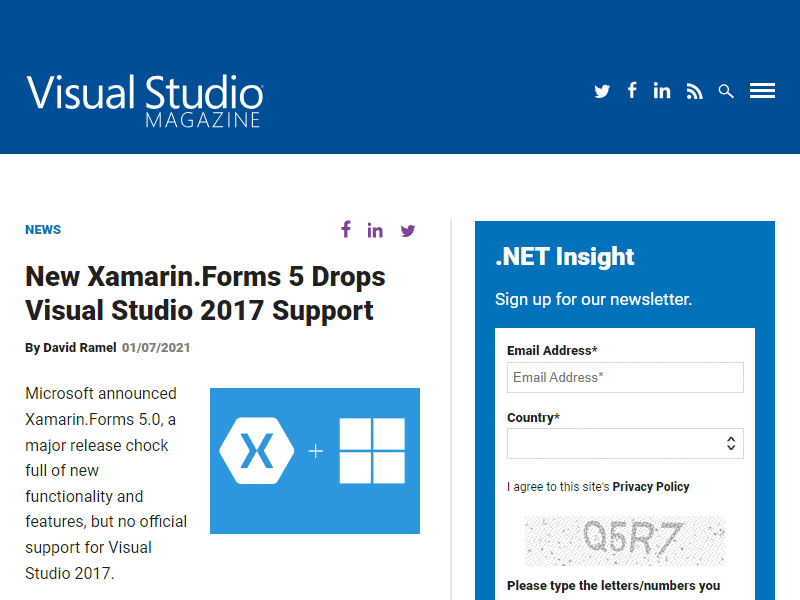 Visual Studio
MAGAZINE
NEWS
New Xamarin.Forms 5 Drops
Visual Studio 2017 Support
By David Ramel 01/07/2021
Microsoft announced
Xamarin.Forms 5.0, a
major release chock
full of new
functionality and
features, but no official
support for Visual
Studio 2017.
.NET Insight
Sign up for our newsletter.
Email Address*
Email Address*
Country*
I agree to this site's Privacy Policy
Q5R7
Please type the letters/numbers you